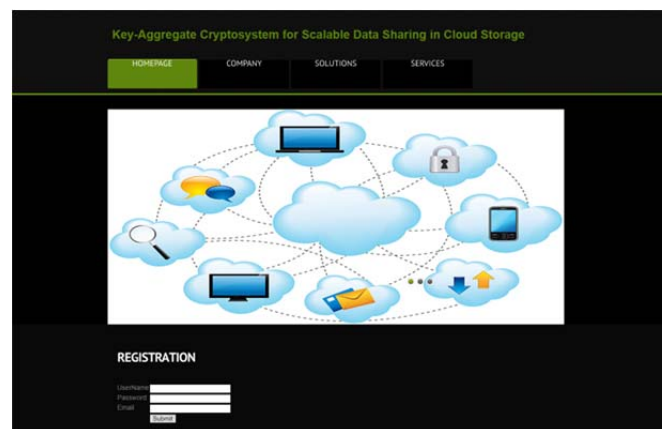 Key-Aggregate Cryptosystem for Scalable Data Sharing in Cloud Storage
HOMEPAGE COMPANY SOLUTIONS SERVICES
REGISTRATION
UserName
Password
Email
Submit